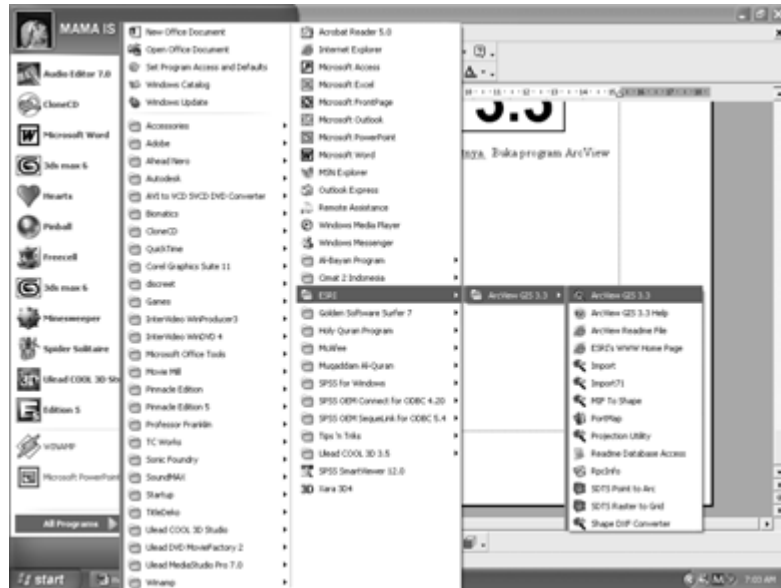 MAMA IS
Audio Editor 7.0
CloneCD
Microsoft Word
3ds max 6
Hearts
Pinball
Freecell
3ds max 6
Minesweeper
Spider Solitaire
Ulead COOL 3D St
Edition 5
WINAMP
Microsoft PowerPoint
All Programs
start
New Office Document
Open Office Document
Set Program Access and Defaults
Windows Catalog
Windows Update
Accessories
Adobe
Ahead Nero
Autodesk
AVI to VCD SVCD DVD Converter
Bionatics
CloneCD
QuickTime
Corel Graphics Suite 11
discreet
Games
InterVideo WinProducer3
InterVideo WinDVD 4
Microsoft Office Tools
Movie Mill
Pinnacle Edition
Pinnacle Edition 5
Professor Franklin
TC Works
Sonic Foundry
SoundMAX
Startup
TitleDeko
Ulead COOL 3D Studio
Ulead DVD MovieFactory 2
Ulead MediaStudio Pro 7.0
Winamp
Acrobat Reader 5.0
Internet Explorer
Microsoft Access
Microsoft Excel
Microsoft FrontPage
Microsoft Outlook
Microsoft PowerPoint
Microsoft Word
MSN Explorer
Outlook Express
Remote Assistance
Windows Media Player
Windows Messenger
Al-Bayan Program
Cimat 2 Indonesia
ESRI
Golden Software Surfer 7
Holy Quran Program
McAfee
Muqaddam Al-Quran
SPSS for Windows
SPSS OEM Connect for ODBC 4.20
SPSS OEM SequeLink for ODBC 5.4
Tips 'n Triks
Ulead COOL 3D 3.5
SPSS SmartViewer 12.0
Xara 3D4
ArcView GIS 3.3
ArcView GIS 3.3
ArcView GIS 3.3 Help
ArcView Readme File
ESRI's WWW Home Page
Import
Import71
MIF To Shape
PortMap
Projection Utility
Readme Database Access
RpcInfo
SDTS Point to Arc
SDTS Raster to Grid
Shape DXF Converter
3.3
tnya. Buka program ArcView
7:00 AM